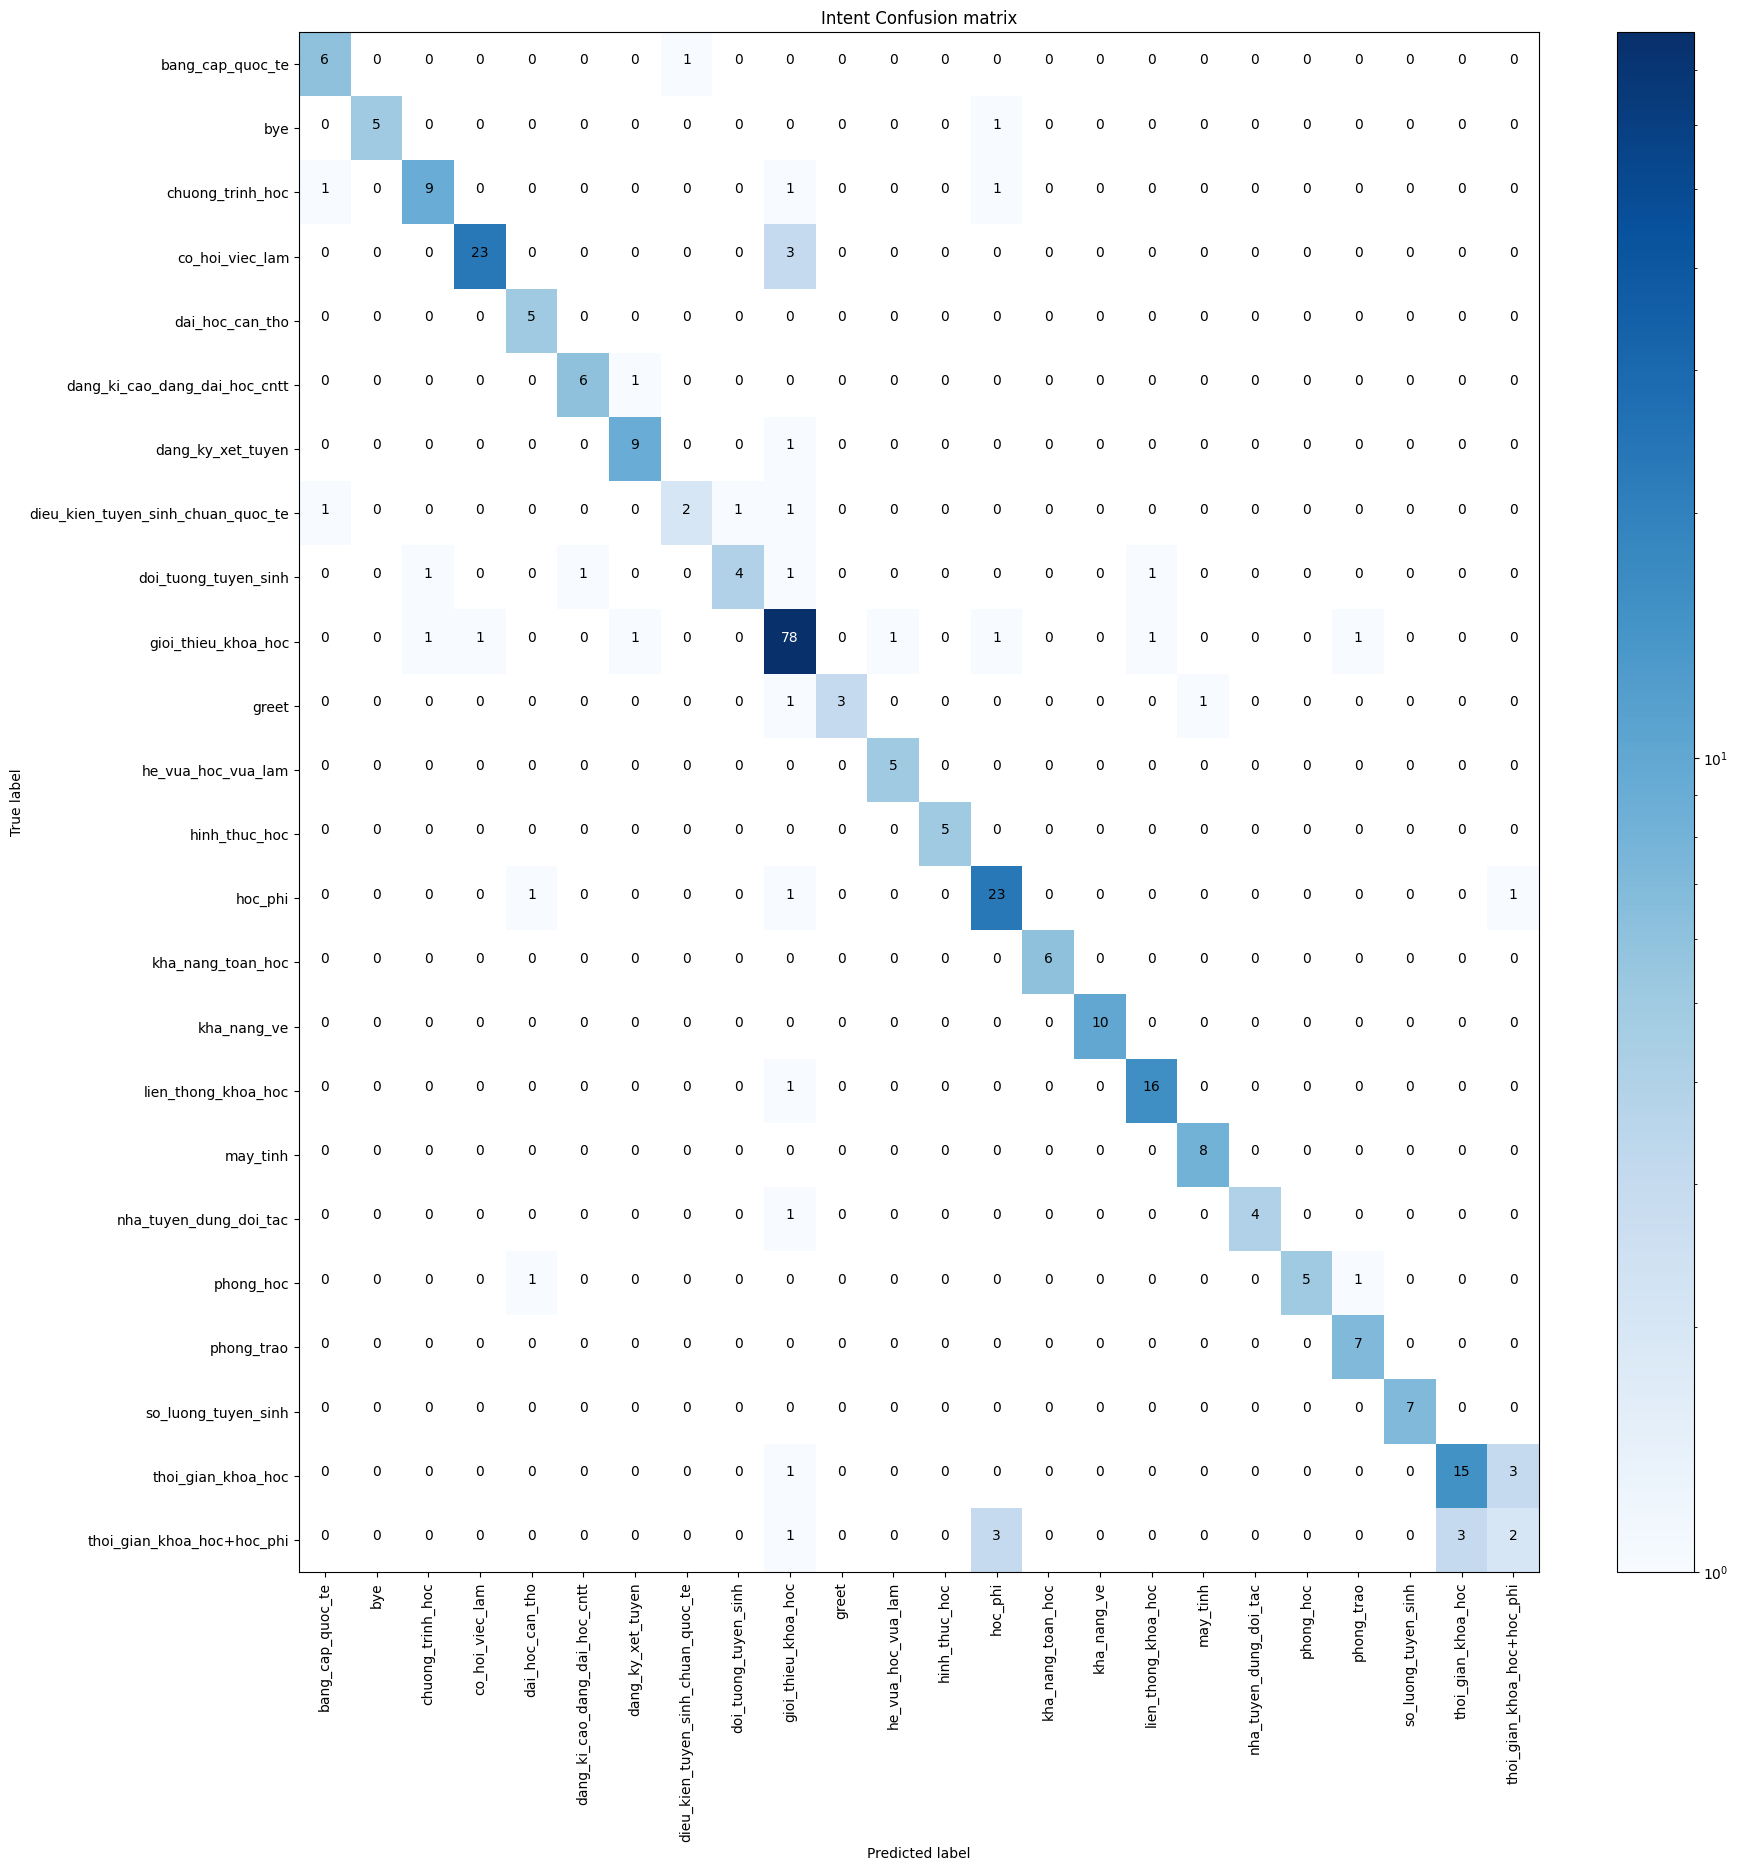 Intent Confusion matrix
bang_cap_quoc_te 6 0 0 0 0 0 0 1 0 0 0 0 0 0 0 0 0 0 0 0 0 0 0 0
bye 0 5 0 0 0 0 0 0 0 0 0 0 0 1 0 0 0 0 0 0 0 0 0 0
chuong_trinh_hoc 1 0 9 0 0 0 0 0 0 1 0 0 0 1 0 0 0 0 0 0 0 0 0 0
co_hoi_viec_lam 0 0 0 23 0 0 0 0 0 3 0 0 0 0 0 0 0 0 0 0 0 0 0 0
dai_hoc_can_tho 0 0 0 0 5 0 0 0 0 0 0 0 0 0 0 0 0 0 0 0 0 0 0 0
dang_ki_cao_dang_dai_hoc_cntt 0 0 0 0 0 6 1 0 0 0 0 0 0 0 0 0 0 0 0 0 0 0 0 0
dang_ky_xet_tuyen 0 0 0 0 0 0 9 0 0 1 0 0 0 0 0 0 0 0 0 0 0 0 0 0
dieu_kien_tuyen_sinh_chuan_quoc_te 1 0 0 0 0 0 0 2 1 1 0 0 0 0 0 0 0 0 0 0 0 0 0 0
doi_tuong_tuyen_sinh 0 0 1 0 0 1 0 0 4 1 0 0 0 0 0 0 1 0 0 0 0 0 0 0
gioi_thieu_khoa_hoc 0 0 1 1 0 0 1 0 0 78 0 1 0 1 0 0 1 0 0 0 1 0 0 0
greet 0 0 0 0 0 0 0 0 0 1 3 0 0 0 0 0 0 1 0 0 0 0 0 0
he_vua_hoc_vua_lam 0 0 0 0 0 0 0 0 0 0 0 5 0 0 0 0 0 0 0 0 0 0 0 0
hinh_thuc_hoc 0 0 0 0 0 0 0 0 0 0 0 0 5 0 0 0 0 0 0 0 0 0 0 0
hoc_phi 0 0 0 0 1 0 0 0 0 1 0 0 0 23 0 0 0 0 0 0 0 0 0 1
kha_nang_toan_hoc 0 0 0 0 0 0 0 0 0 0 0 0 0 0 6 0 0 0 0 0 0 0 0 0
kha_nang_ve 0 0 0 0 0 0 0 0 0 0 0 0 0 0 0 10 0 0 0 0 0 0 0 0
lien_thong_khoa_hoc 0 0 0 0 0 0 0 0 0 1 0 0 0 0 0 0 16 0 0 0 0 0 0 0
may_tinh 0 0 0 0 0 0 0 0 0 0 0 0 0 0 0 0 0 8 0 0 0 0 0 0
nha_tuyen_dung_doi_tac 0 0 0 0 0 0 0 0 0 1 0 0 0 0 0 0 0 0 4 0 0 0 0 0
phong_hoc 0 0 0 0 1 0 0 0 0 0 0 0 0 0 0 0 0 0 0 5 1 0 0 0
phong_trao 0 0 0 0 0 0 0 0 0 0 0 0 0 0 0 0 0 0 0 0 7 0 0 0
so_luong_tuyen_sinh 0 0 0 0 0 0 0 0 0 0 0 0 0 0 0 0 0 0 0 0 0 7 0 0
thoi_gian_khoa_hoc 0 0 0 0 0 0 0 0 0 1 0 0 0 0 0 0 0 0 0 0 0 0 15 3
thoi_gian_khoa_hoc+hoc_phi 0 0 0 0 0 0 0 0 0 1 0 0 0 3 0 0 0 0 0 0 0 0 3 2
True label
bang_cap_quoc_te
bye
chuong_trinh_hoc
co_hoi_viec_lam
dai_hoc_can_tho
dang_ki_cao_dang_dai_hoc_cntt
dang_ky_xet_tuyen
dieu_kien_tuyen_sinh_chuan_quoc_te
doi_tuong_tuyen_sinh
gioi_thieu_khoa_hoc
greet
he_vua_hoc_vua_lam
hinh_thuc_hoc
hoc_phi
kha_nang_toan_hoc
kha_nang_ve
lien_thong_khoa_hoc
may_tinh
nha_tuyen_dung_doi_tac
phong_hoc
phong_trao
so_luong_tuyen_sinh
thoi_gian_khoa_hoc
thoi_gian_khoa_hoc+hoc_phi
Predicted label
10¹
10⁰